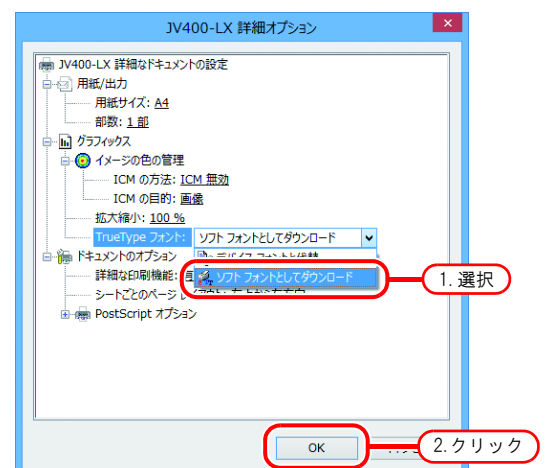 JV400-LX 詳細オプション
JV400-LX 詳細なドキュメントの設定
用紙/出力
用紙サイズ: A4
部数: 1 部
グラフィックス
イメージの色の管理
ICM の方法: ICM 無効
ICM の目的: 画像
拡大縮小: 100 %
TrueType フォント: ソフト フォントとしてダウンロード
ドキュメントのオプション
ソフト フォントとしてダウンロード
1. 選択
詳細な印刷機能:
シートごとのページ
PostScript オプション
OK
2. クリック